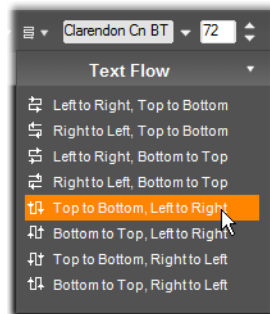 Clarendon Cn BT 72
Text Flow
Left to Right, Top to Bottom
Right to Left, Top to Bottom
Left to Right, Bottom to Top
Right to Left, Bottom to Top
Top to Bottom, Left to Right
Bottom to Top, Left to Right
Top to Bottom, Right to Left
Bottom to Top, Right to Left